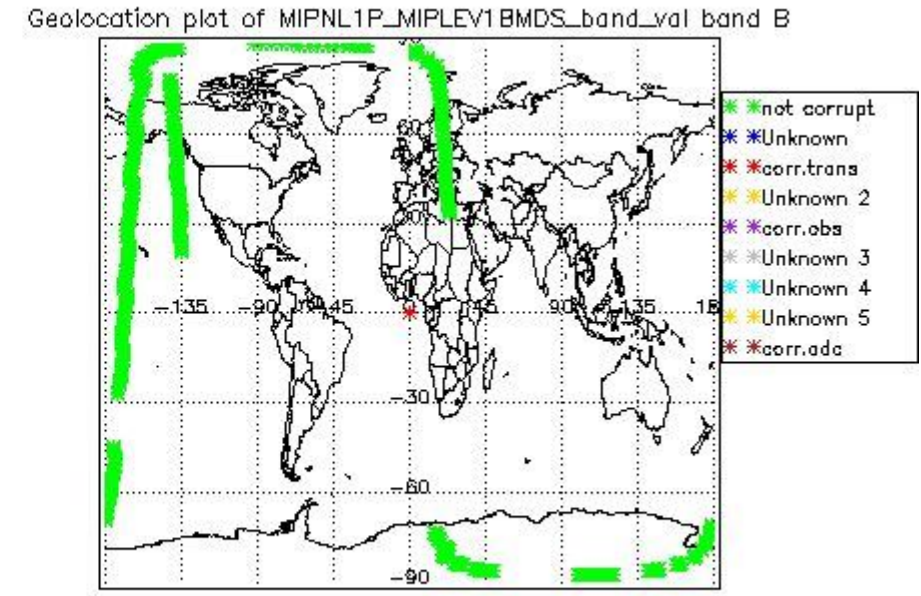 Geolocation plot of MIPNL1P_MIPLEV1BMDS_band_val band B
not corrupt
Unknown
corr.trans
Unknown 2
corr.obs
Unknown 3
Unknown 4
Unknown 5
corr.adc
60
-135 -90 -45 45 90 135
-30
-60
-90